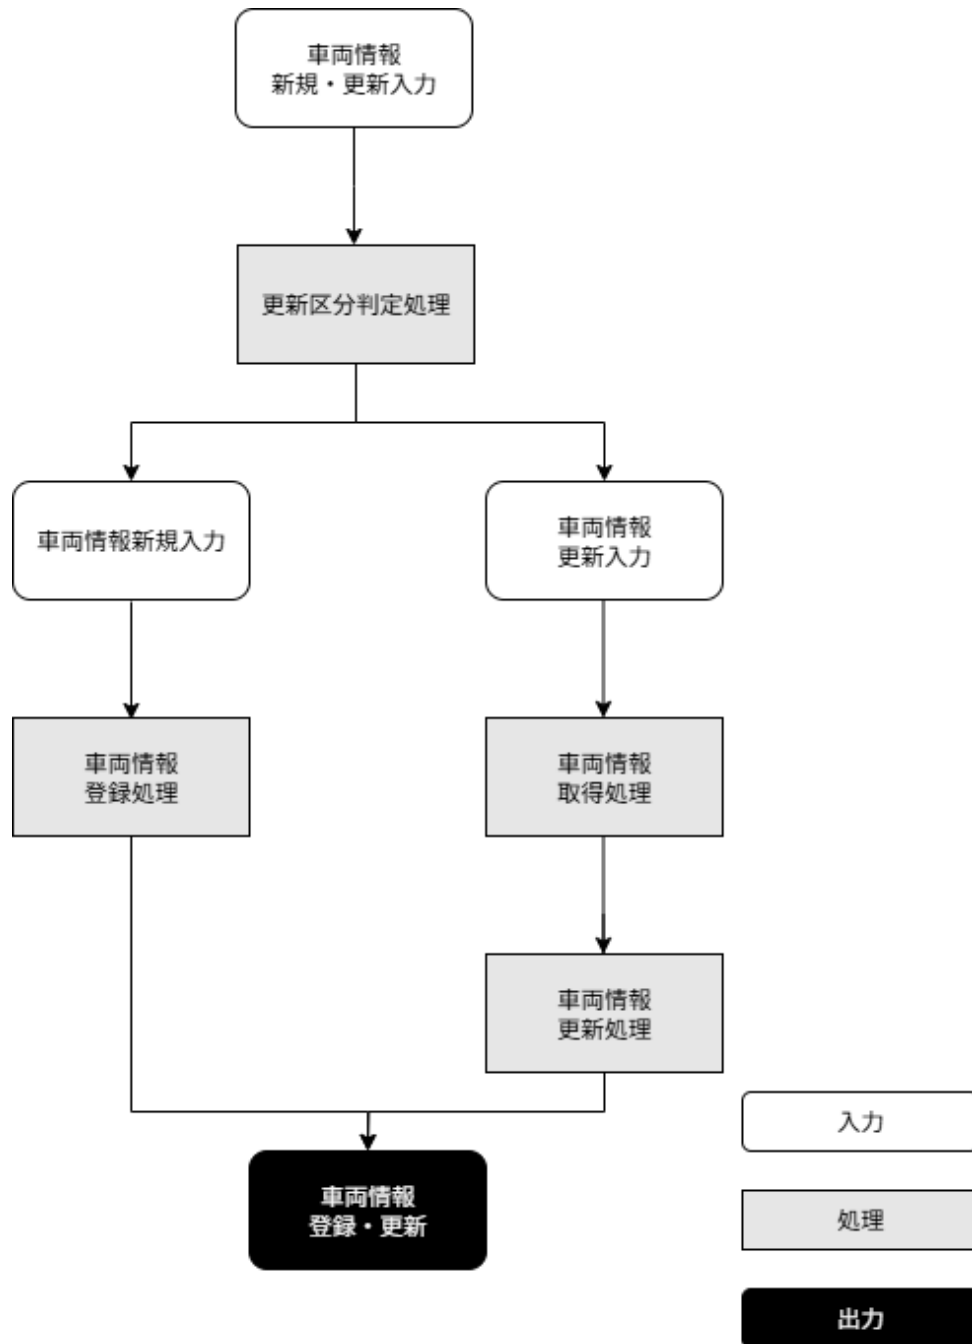 車両情報
新規・更新入力
更新区分判定処理
車両情報新規入力
車両情報
更新入力
車両情報
登録処理
車両情報
取得処理
車両情報
更新処理
車両情報
登録・更新
入力
処理
出力